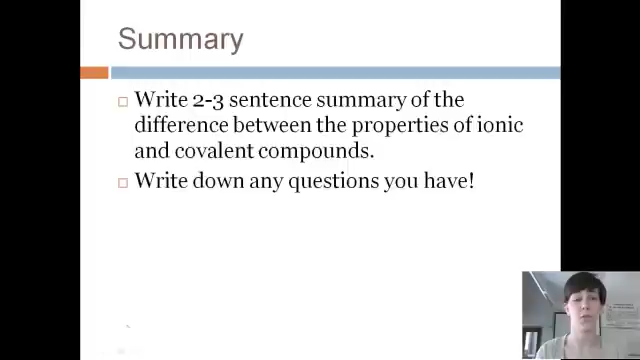 Summary
Write 2-3 sentence summary of the
difference between the properties of ionic
and covalent compounds.
Write down any questions you have!